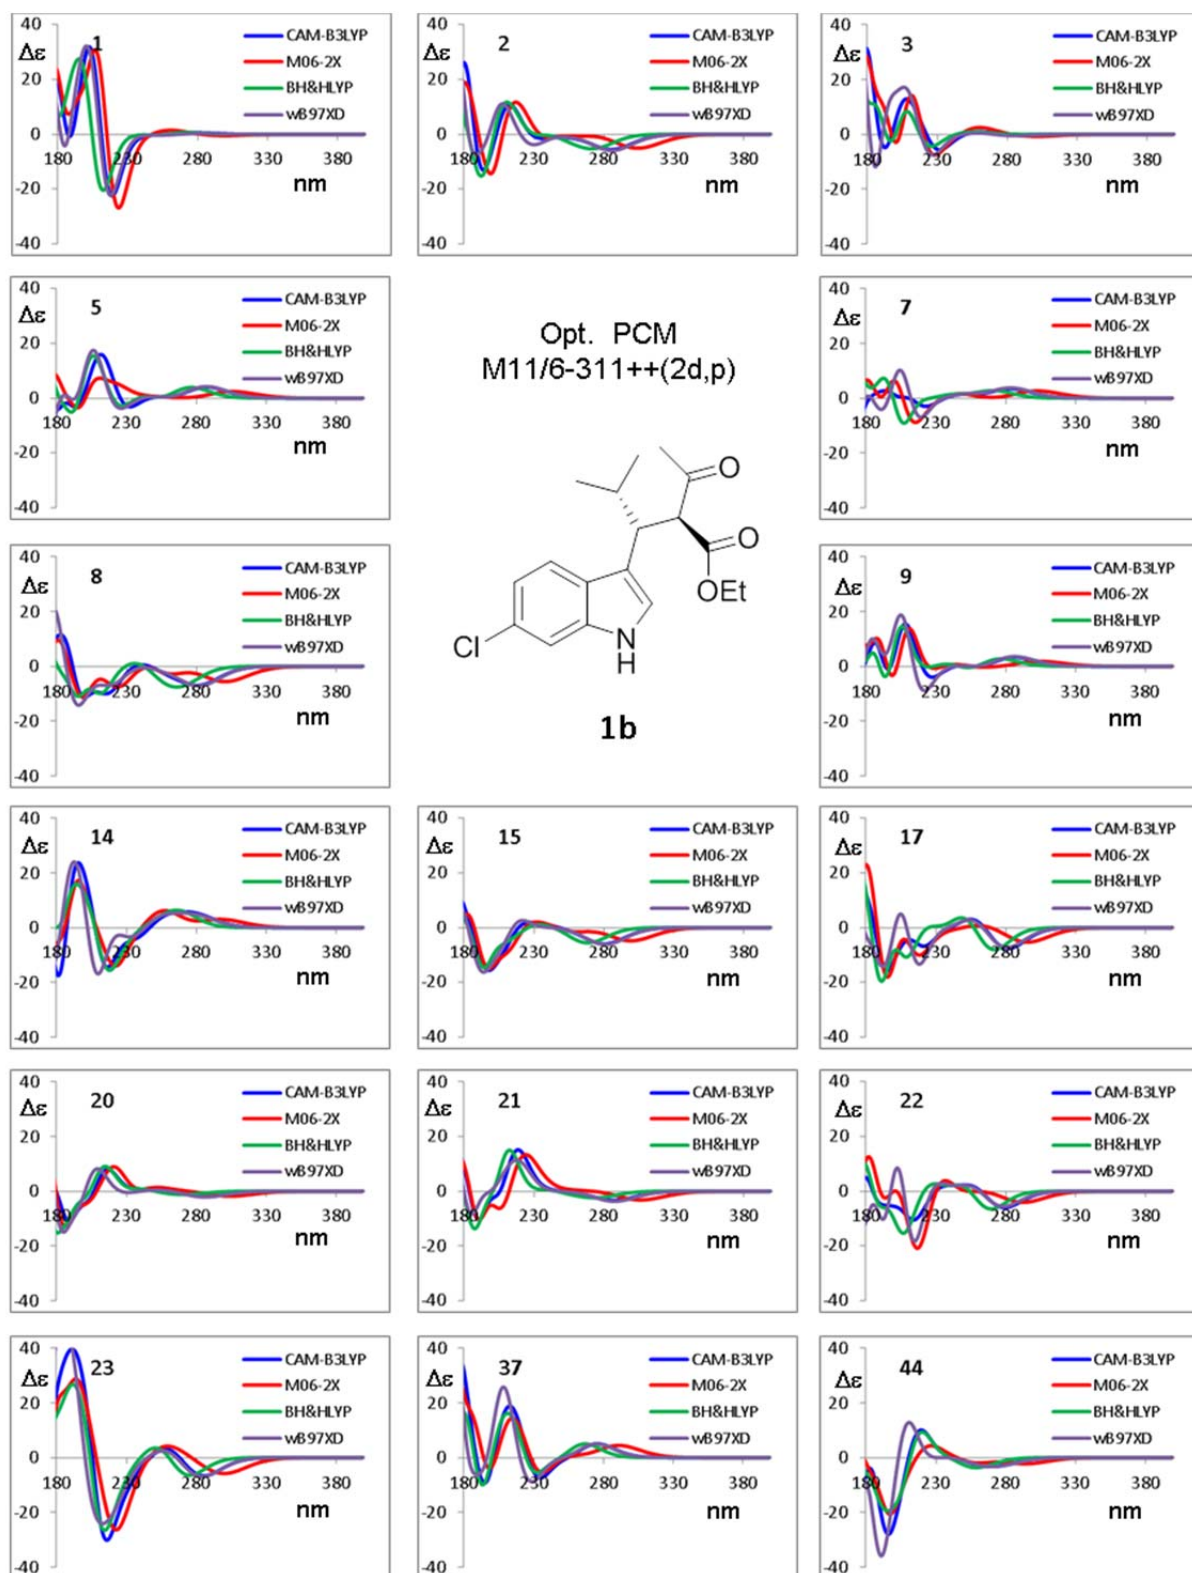 40
Δε
1
CAM-B3LYP
M06-2X
BH&HLYP
wB97XD
20
0
180 230 280 330 380
nm
-20
-40
40
Δε
2
CAM-B3LYP
M06-2X
BH&HLYP
wB97XD
20
0
180 230 280 330 380
nm
-20
-40
40
Δε
3
CAM-B3LYP
M06-2X
BH&HLYP
wB97XD
20
0
180 230 280 330 380
nm
-20
-40
40
Δε
5
CAM-B3LYP
M06-2X
BH&HLYP
wB97XD
20
0
180 230 280 330 380
nm
-20
-40
Opt. PCM
M11/6-311++(2d,p)
O
O
OEt
Cl
N
H
1b
40
Δε
7
CAM-B3LYP
M06-2X
BH&HLYP
wB97XD
20
0
180 230 280 330 380
nm
-20
-40
40
Δε
8
CAM-B3LYP
M06-2X
BH&HLYP
wB97XD
20
0
180 230 280 330 380
nm
-20
-40
40
Δε
9
CAM-B3LYP
M06-2X
BH&HLYP
wB97XD
20
0
180 230 280 330 380
nm
-20
-40
40
Δε
14
CAM-B3LYP
M06-2X
BH&HLYP
wB97XD
20
0
180 230 280 330 380
nm
-20
-40
40
Δε
15
CAM-B3LYP
M06-2X
BH&HLYP
wB97XD
20
0
180 230 280 330 380
nm
-20
-40
40
Δε
17
CAM-B3LYP
M06-2X
BH&HLYP
wB97XD
20
0
180 230 280 330 380
nm
-20
-40
40
Δε
20
CAM-B3LYP
M06-2X
BH&HLYP
wB97XD
20
0
180 230 280 330 380
nm
-20
-40
40
Δε
21
CAM-B3LYP
M06-2X
BH&HLYP
wB97XD
20
0
180 230 280 330 380
nm
-20
-40
40
Δε
22
CAM-B3LYP
M06-2X
BH&HLYP
wB97XD
20
0
180 230 280 330 380
nm
-20
-40
40
Δε
23
CAM-B3LYP
M06-2X
BH&HLYP
wB97XD
20
0
180 230 280 330 380
nm
-20
-40
40
Δε
37
CAM-B3LYP
M06-2X
BH&HLYP
wB97XD
20
0
180 230 280 330 380
nm
-20
-40
40
Δε
44
CAM-B3LYP
M06-2X
BH&HLYP
wB97XD
20
0
180 230 280 330 380
nm
-20
-40